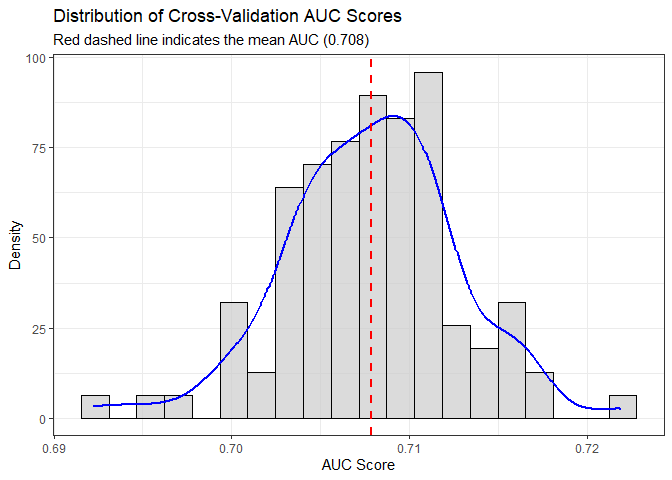 Distribution of Cross-Validation AUC Scores
Red dashed line indicates the mean AUC (0.708)
100
75
50
25
0
Density
0.69 0.70 0.71 0.72
AUC Score